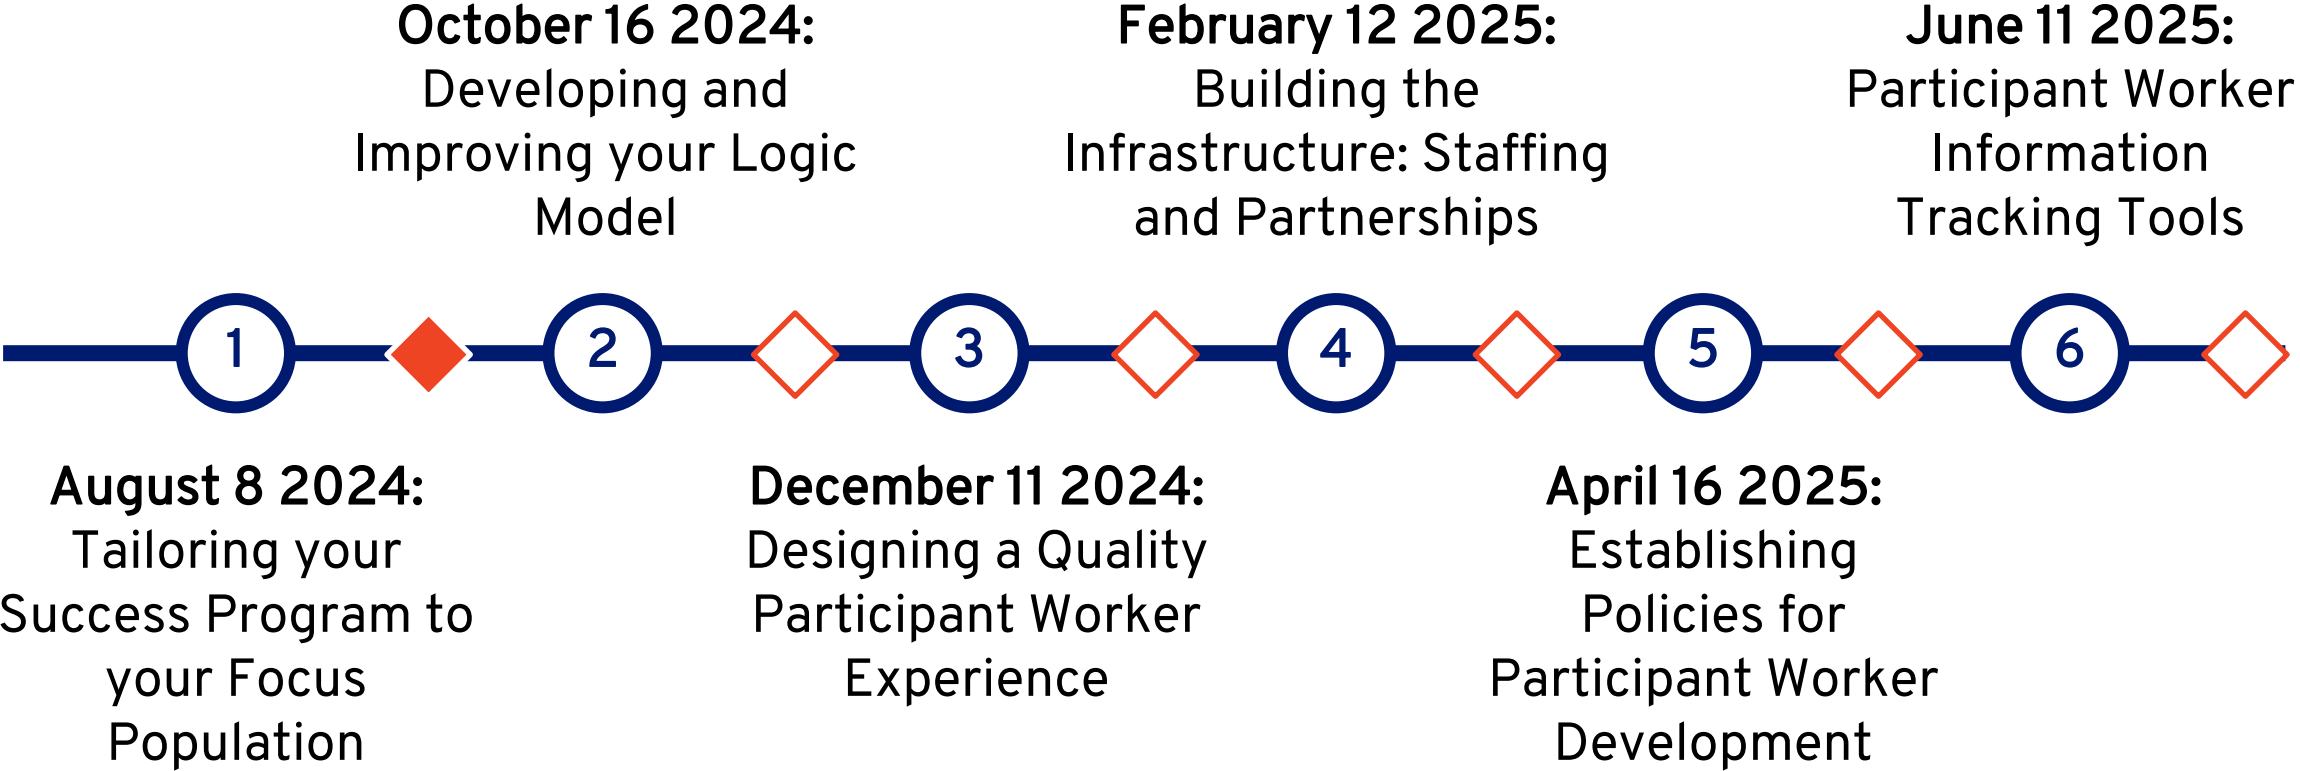 October 16 2024:
Developing and
Improving your Logic
Model
February 12 2025:
Building the
Infrastructure: Staffing
and Partnerships
June 11 2025:
Participant Worker
Information
Tracking Tools
1
2
3
4
5
6
August 8 2024:
Tailoring your
Success Program to
your Focus
Population
December 11 2024:
Designing a Quality
Participant Worker
Experience
April 16 2025:
Establishing
Policies for
Participant Worker
Development